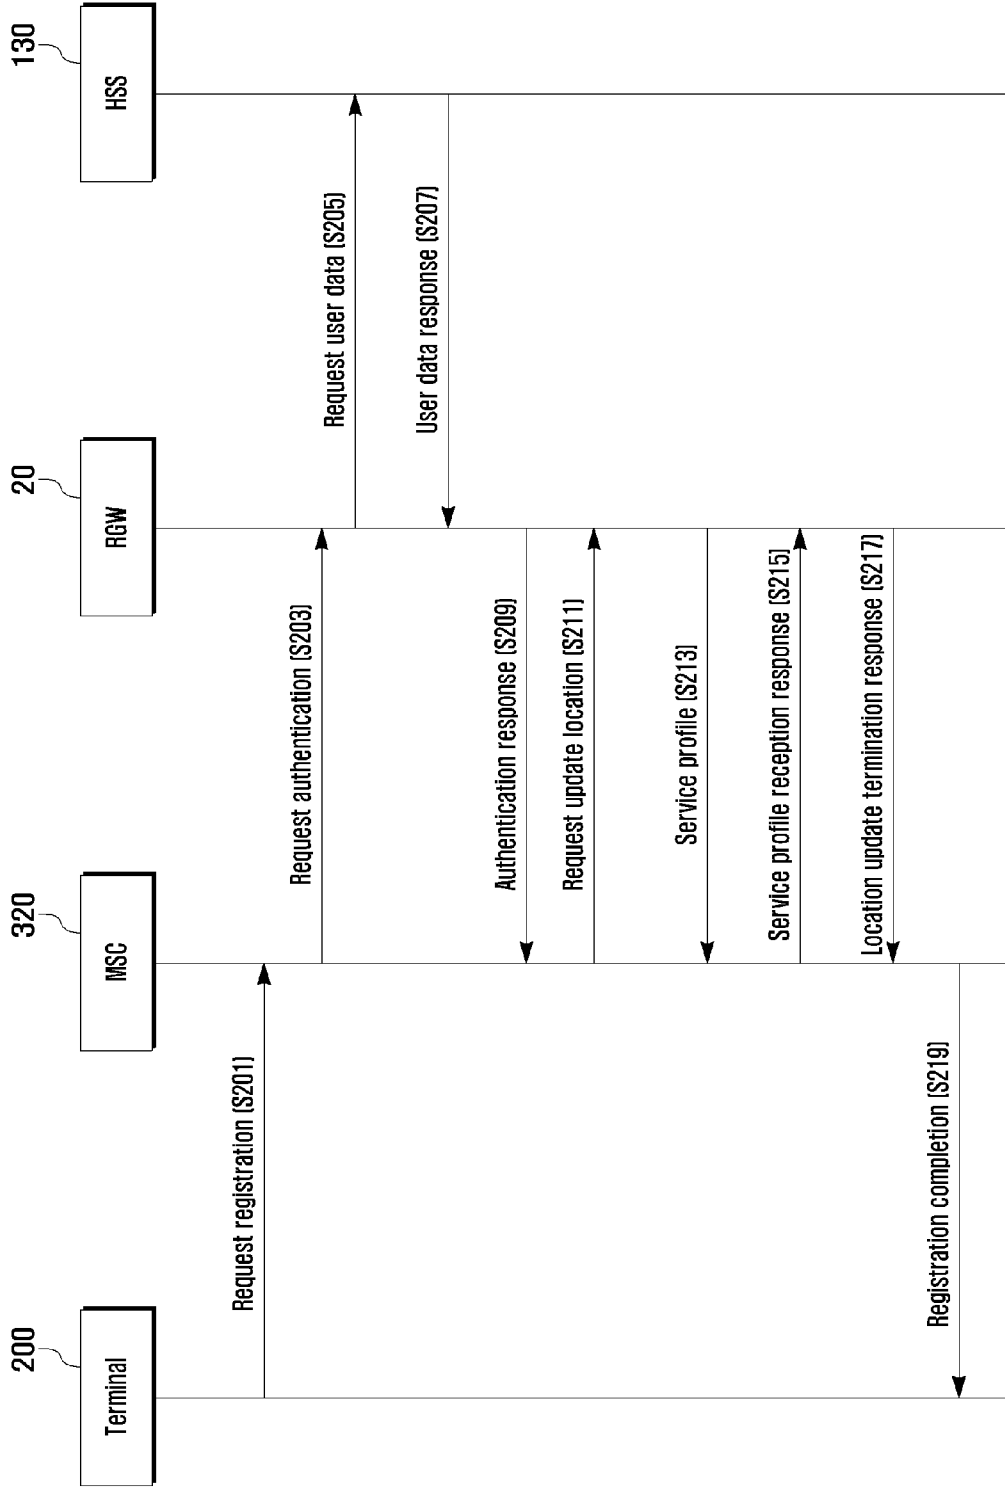 200
320
20
130
Terminal
MSC
RGW
HSS
Request registration (S201)
Request authentication (S203)
Request user data (S205)
User data response (S207)
Authentication response (S209)
Request update location (S211)
Service profile (S213)
Service profile reception response (S215)
Location update termination response (S217)
Registration completion (S219)